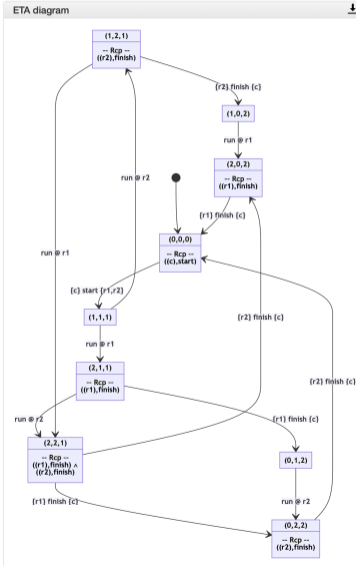 ETA diagram
(1,2,1)
-- Rcp --
((r2),finish)
{r2} finish {c}
(1,0,2)
run @ r1
(2,0,2)
-- Rcp --
((r1),finish)
run @ r2
{r1} finish {c}
(0,0,0)
-- Rcp --
((c),start)
run @ r1
{c} start {r1,r2}
(1,1,1)
{r2} finish {c}
run @ r1
(2,1,1)
-- Rcp --
((r1),finish)
{r2} finish {c}
run @ r2
{r1} finish {c}
(2,2,1)
-- Rcp --
((r1),finish) ∧
((r2),finish)
(0,1,2)
{r1} finish {c}
run @ r2
(0,2,2)
-- Rcp --
((r2),finish)